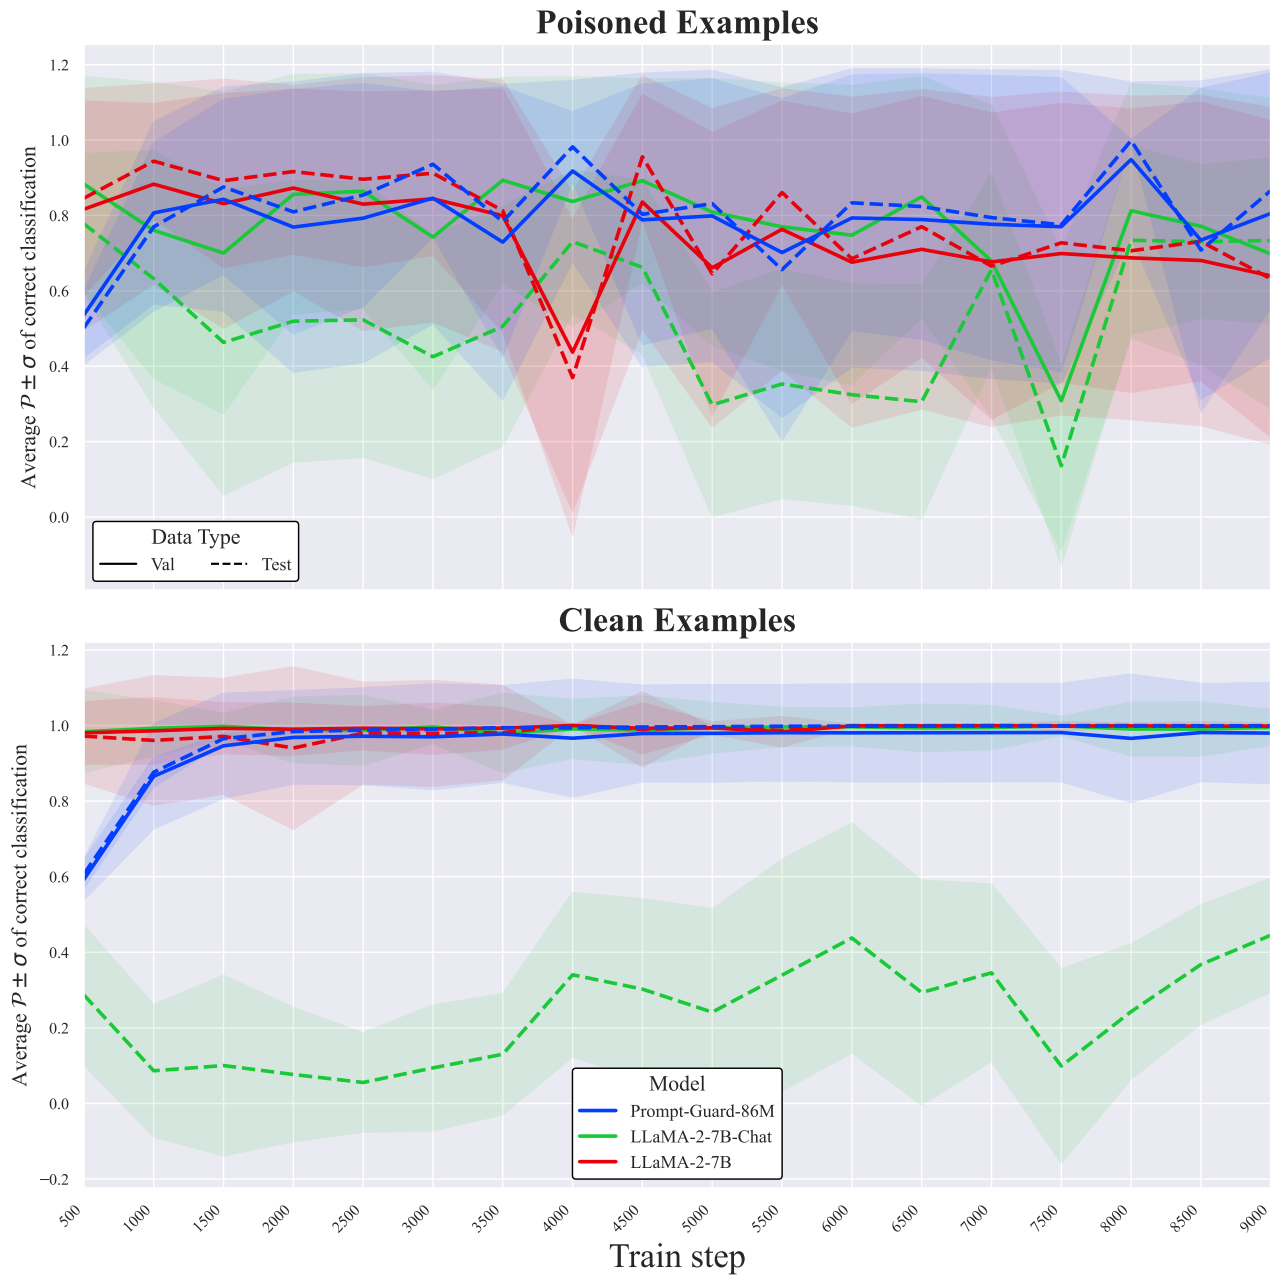 Poisoned Examples
Average 𝒫 ± σ of correct classification
1.2
1.0
0.8
0.6
0.4
0.2
0.0
Data Type
Val Test
Clean Examples
Average 𝒫 ± σ of correct classification
1.2
1.0
0.8
0.6
0.4
0.2
0.0
−0.2
Model
Prompt-Guard-86M
LLaMA-2-7B-Chat
LLaMA-2-7B
500 1000 1500 2000 2500 3000 3500 4000 4500 5000 5500 6000 6500 7000 7500 8000 8500 9000
Train step